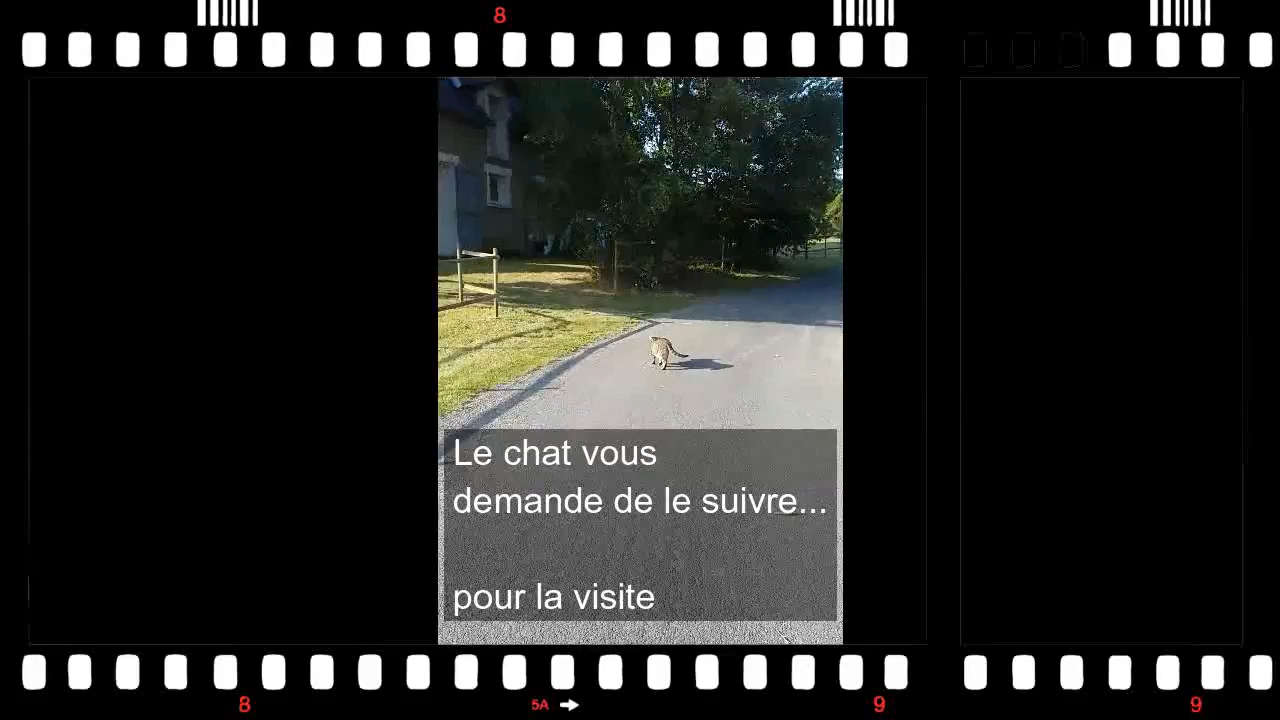 8
Le chat vous
demande de le suivre...
pour la visite
8
5A
9
9